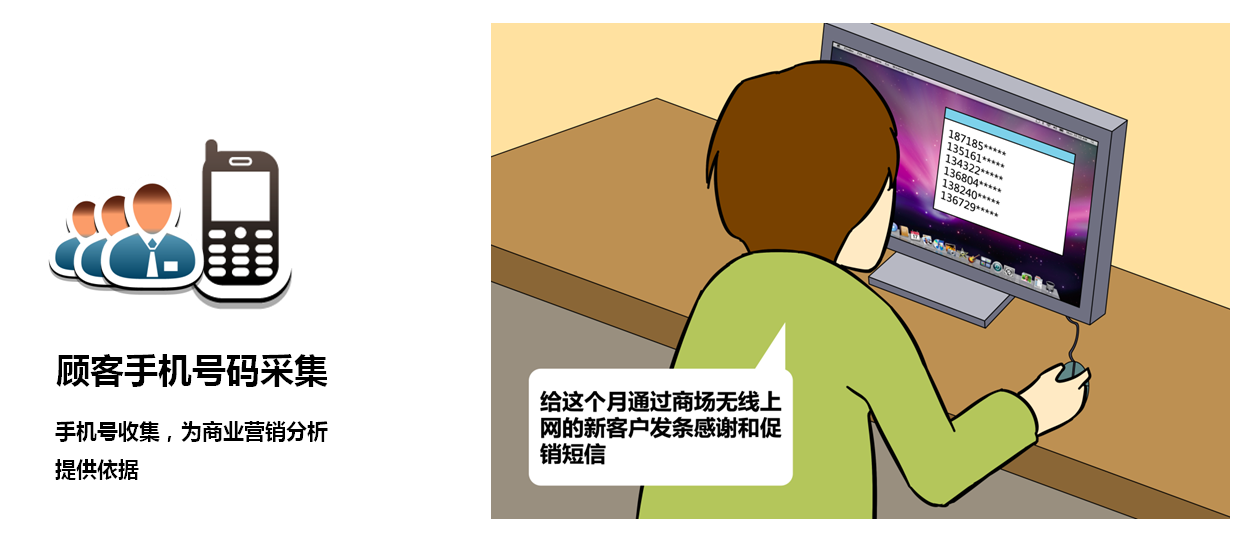 顾客手机号码采集
手机号收集，为商业营销分析
提供依据
187185*****
135161*****
134322*****
136804*****
138240*****
136729*****
给这个月通过商场无线上
网的新客户发条感谢和促
销短信